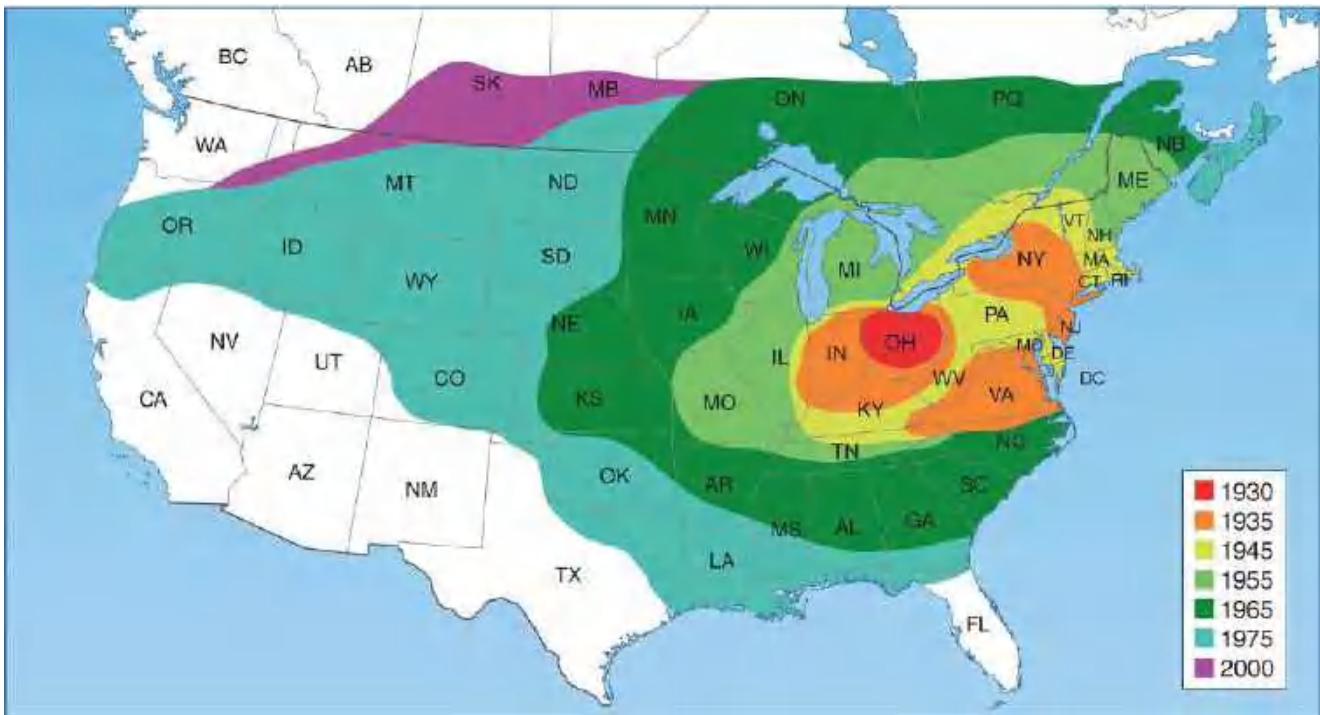 BC
AB
SK
MB
ON
PQ
NB
WA
MT
ND
ME
OR
ID
MN
VT
NH
SD
WI
MI
NY
MA
WY
CT
RI
NE
IA
PA
NV
IL
IN
OH
NJ
UT
MD
DE
CO
WV
DC
CA
KS
MO
KY
VA
TN
NC
AZ
NM
OK
AR
SC
MS
AL
GA
LA
TX
FL
1930
1935
1945
1955
1965
1975
2000